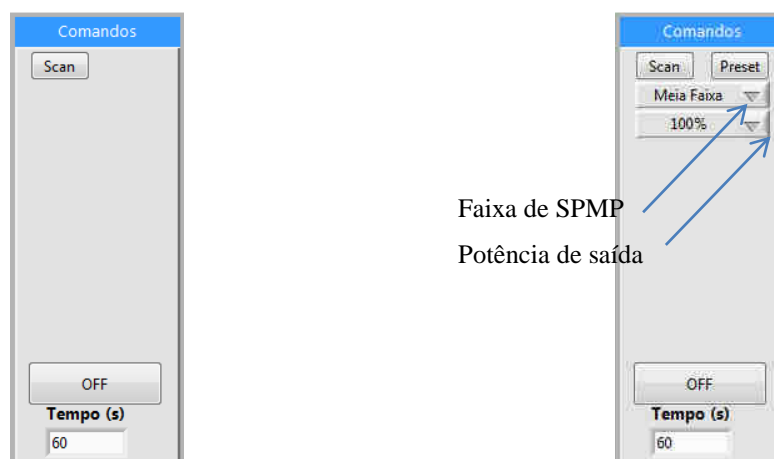 Comandos
Scan
OFF
Tempo (s)
60
Comandos
Scan Preset
Meia Faixa
100%
Faixa de SPMP
Potência de saída
OFF
Tempo (s)
60